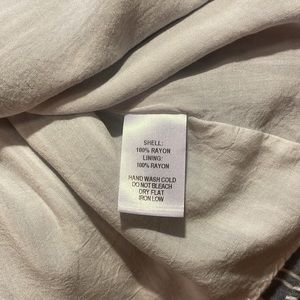 SHELL:
100% RAYON
LINING:
100% RAYON
HAND WASH COLD
DO NOT BLEACH
DRY FLAT
IRON LOW